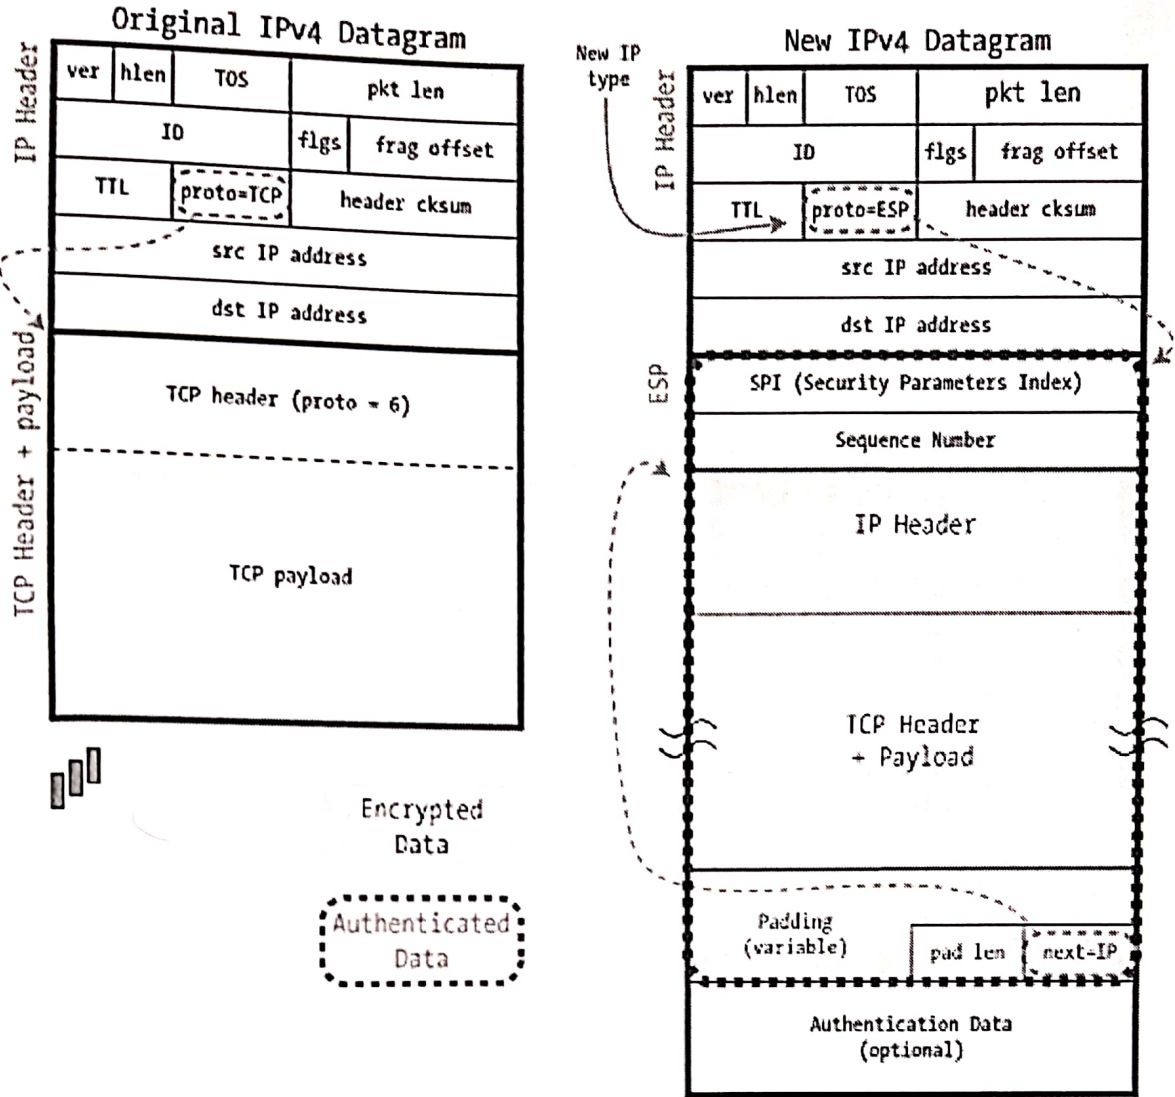 Original IPv4 Datagram
IP Header
ver hlen TOS pkt len
ID flgs frag offset
TTL proto=TCP header cksum
src IP address
dst IP address
TCP Header + payload
TCP header (proto = 6)
TCP payload
Encrypted
Data
Authenticated
Data
New IPv4 Datagram
New IP
type
IP Header
ver hlen TOS pkt len
ID flgs frag offset
TTL proto=ESP header cksum
src IP address
dst IP address
ESP
SPI (Security Parameters Index)
Sequence Number
IP Header
TCP Header
+ Payload
Padding
(variable)
pad len next=IP
Authentication Data
(optional)